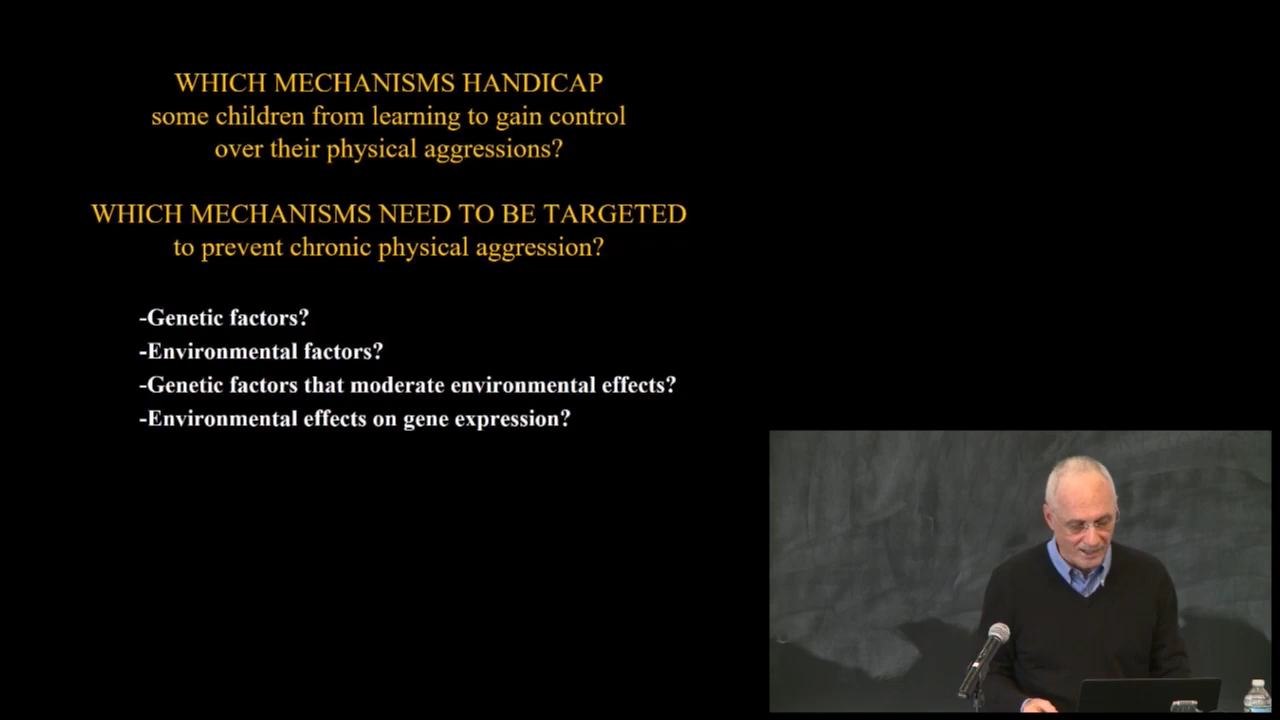 WHICH MECHANISMS HANDICAP
some children from learning to gain control
over their physical aggressions?
WHICH MECHANISMS NEED TO BE TARGETED
to prevent chronic physical aggression?
-Genetic factors?
-Environmental factors?
-Genetic factors that moderate environmental effects?
-Environmental effects on gene expression?